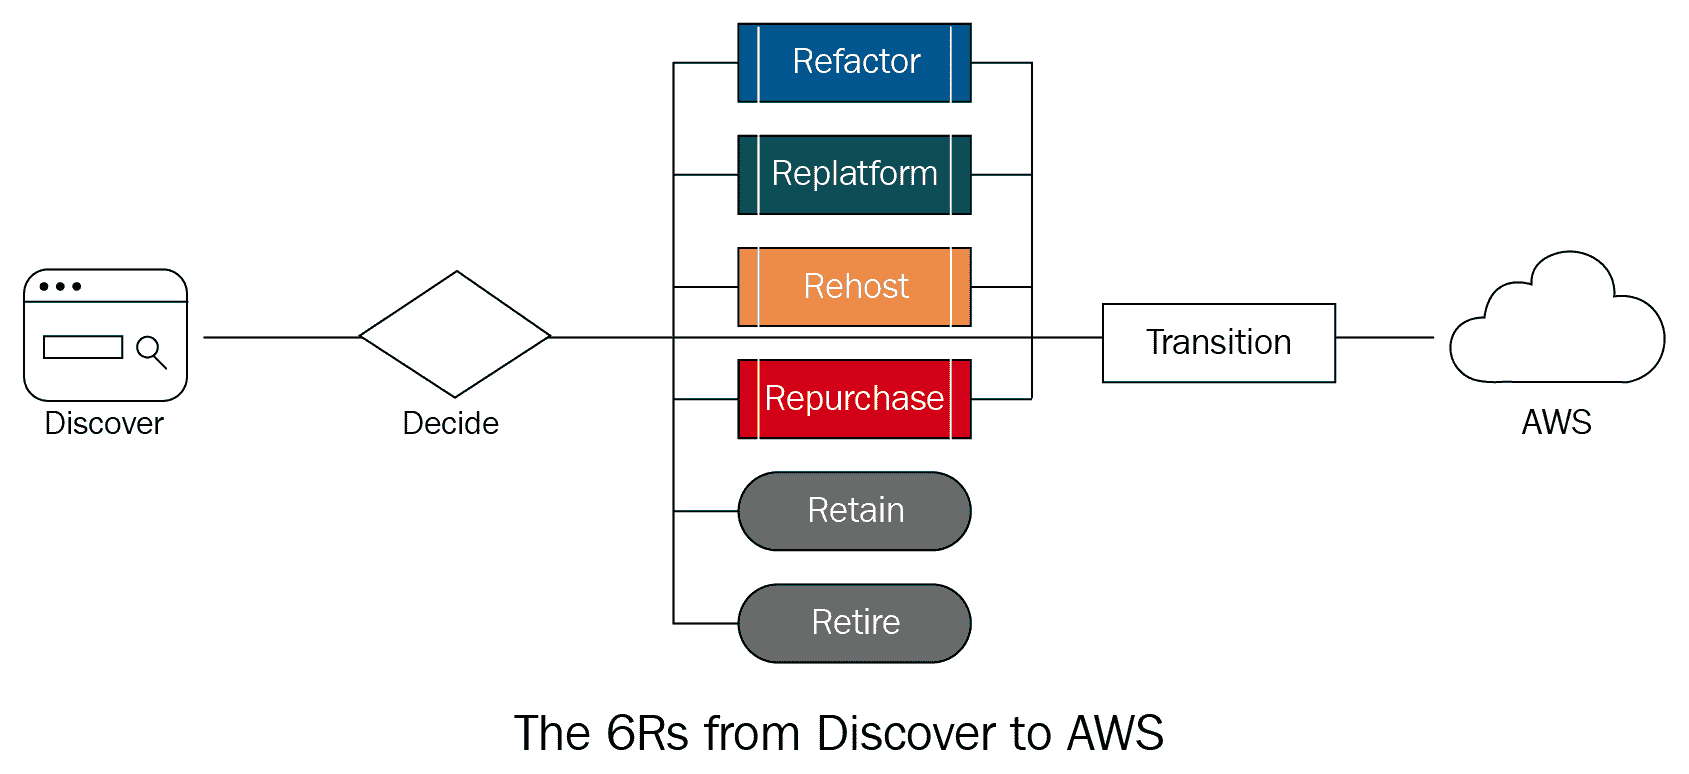 Refactor
Replatform
Rehost
Repurchase
Retain
Retire
Discover
Decide
Transition
AWS
The 6Rs from Discover to AWS